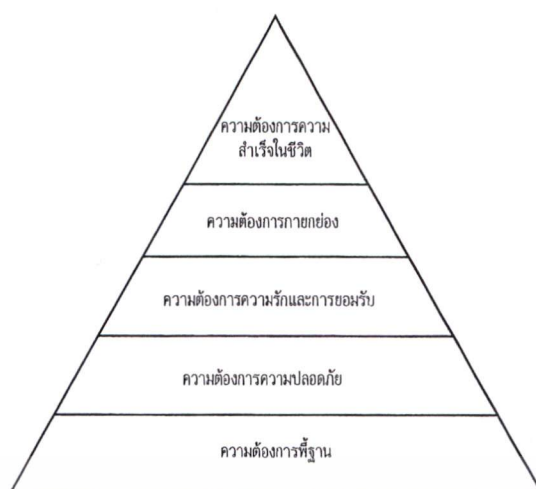 ความต้องการความ
สำเร็จในชีวิต
ความต้องการกายกย่อง
ความต้องการความรักและการยอมรับ
ความต้องการความปลอดภัย
ความต้องการพื้ฐาน